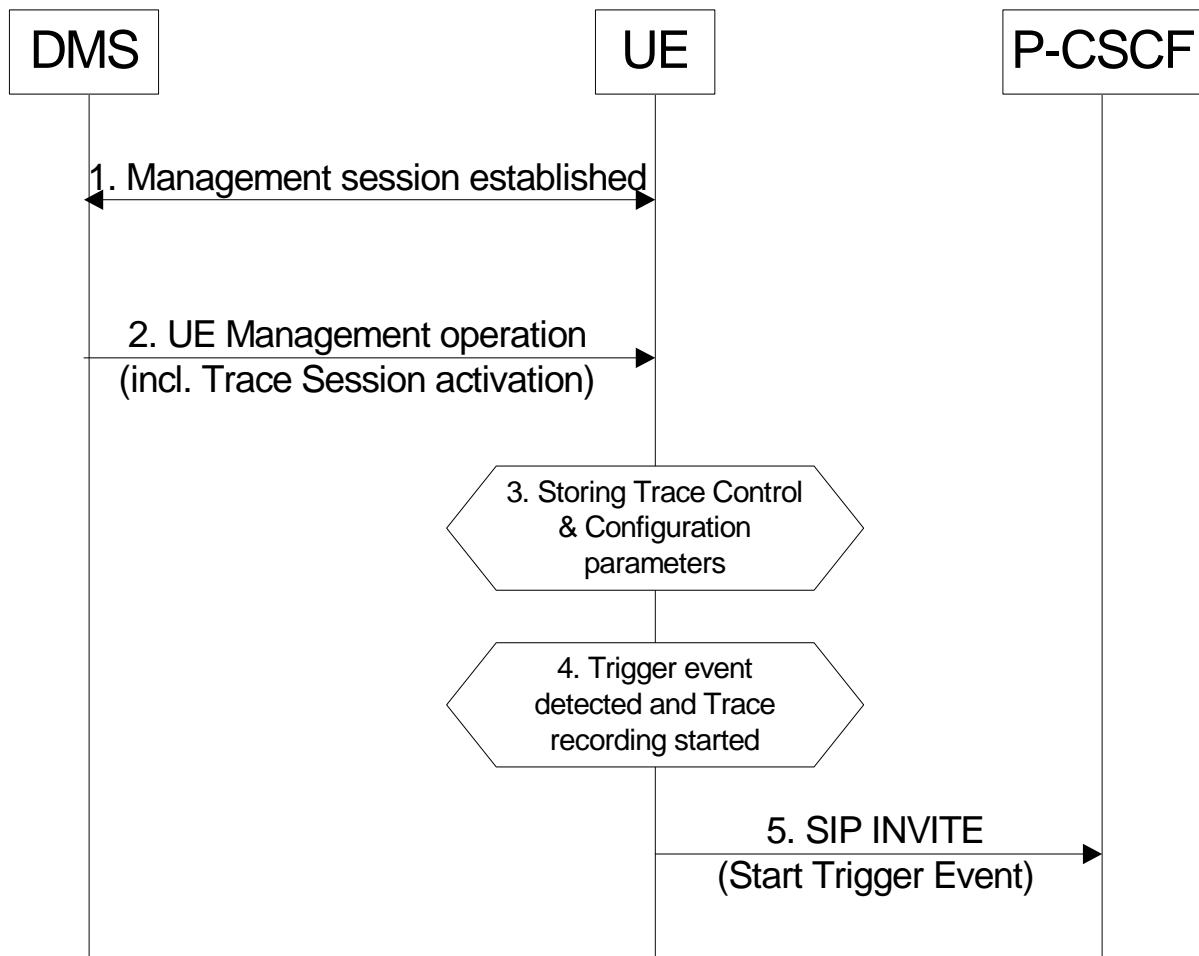 DMS
UE
P-CSCF
1. Management session established
2. UE Management operation
(incl. Trace Session activation)
3. Storing Trace Control
& Configuration
parameters
4. Trigger event
detected and Trace
recording started
5. SIP INVITE
(Start Trigger Event)